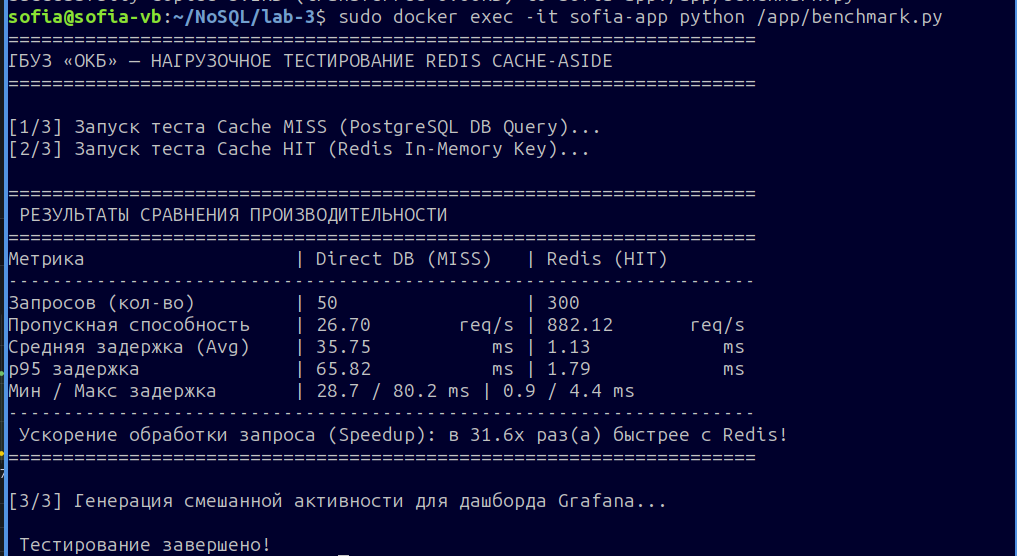 sofia@sofia-vb:~/NoSQL/lab-3$ sudo docker exec -it sofia-app python /app/benchmark.py
====================================================================
ГБУЗ «ОКБ» — НАГРУЗОЧНОЕ ТЕСТИРОВАНИЕ REDIS CACHE-ASIDE
====================================================================
[1/3] Запуск теста Cache MISS (PostgreSQL DB Query)...
[2/3] Запуск теста Cache HIT (Redis In-Memory Key)...
====================================================================
РЕЗУЛЬТАТЫ СРАВНЕНИЯ ПРОИЗВОДИТЕЛЬНОСТИ
====================================================================
Метрика | Direct DB (MISS) | Redis (HIT)
--------------------------------------------------------------------
Запросов (кол-во) | 50 | 300
Пропускная способность | 26.70 req/s | 882.12 req/s
Средняя задержка (Avg) | 35.75 ms | 1.13 ms
p95 задержка | 65.82 ms | 1.79 ms
Мин / Макс задержка | 28.7 / 80.2 ms | 0.9 / 4.4 ms
--------------------------------------------------------------------
Ускорение обработки запроса (Speedup): в 31.6x раз(а) быстрее с Redis!
====================================================================
[3/3] Генерация смешанной активности для дашборда Grafana...
Тестирование завершено!